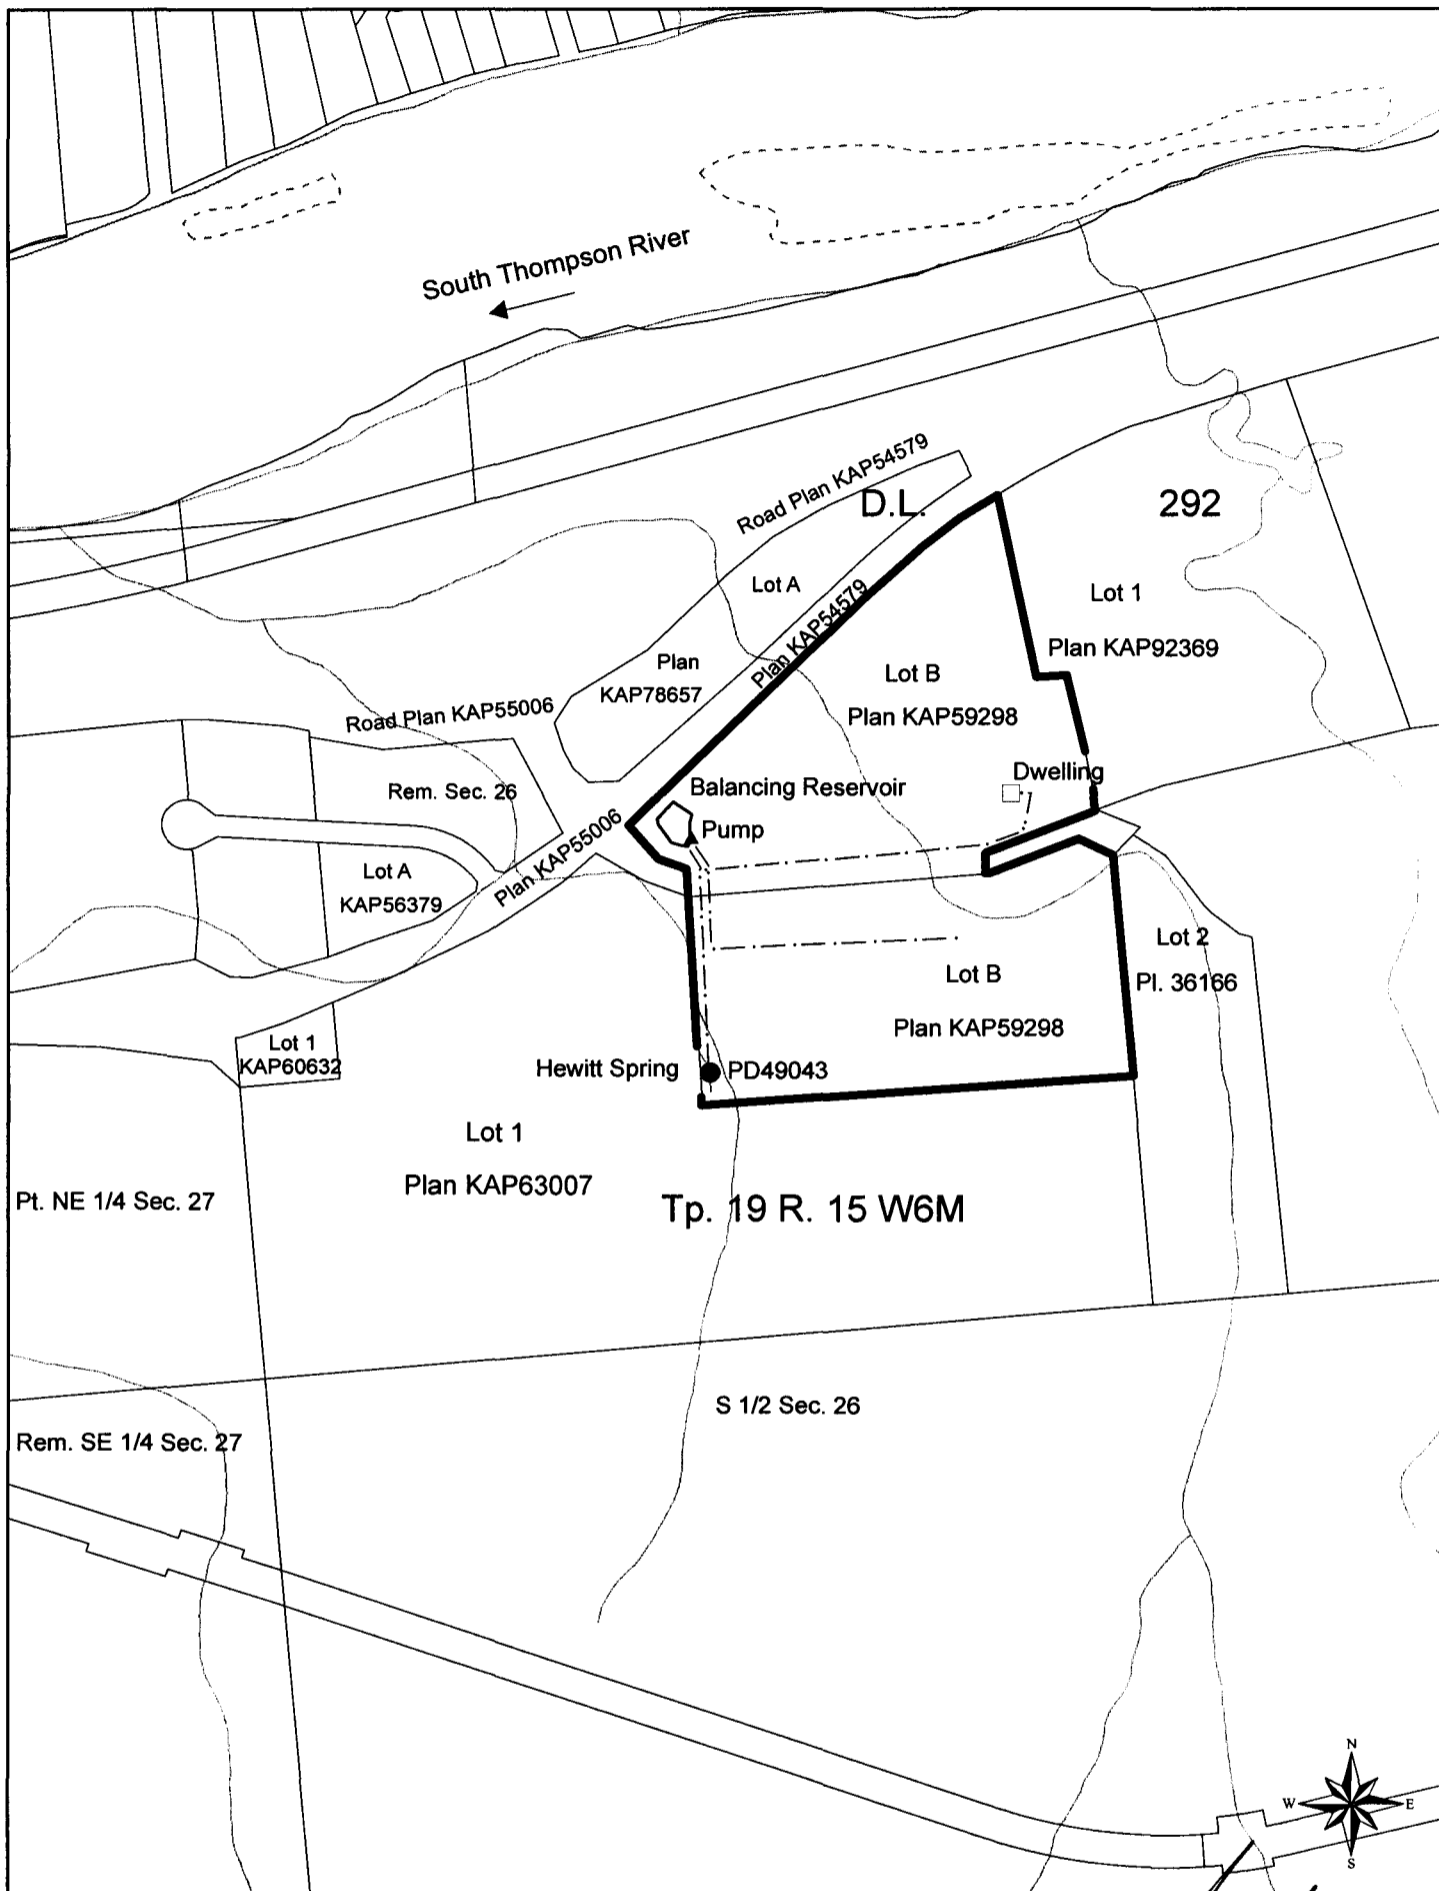 South Thompson River
Road Plan KAP54579
D.L.
292
Lot A
Plan KAP54579
Lot 1
Plan KAP92369
Plan
KAP78657
Lot B
Plan KAP59298
Road Plan KAP55006
Rem. Sec. 26
Balancing Reservoir
Dwelling
Pump
Plan KAP55006
Lot A
KAP56379
Lot 2
Pl. 36166
Lot B
Plan KAP59298
Lot 1
KAP60632
Hewitt Spring
PD49043
Lot 1
Plan KAP63007
Pt. NE 1/4 Sec. 27
Tp. 19 R. 15 W6M
S 1/2 Sec. 26
Rem. SE 1/4 Sec. 27
N
W
E
S